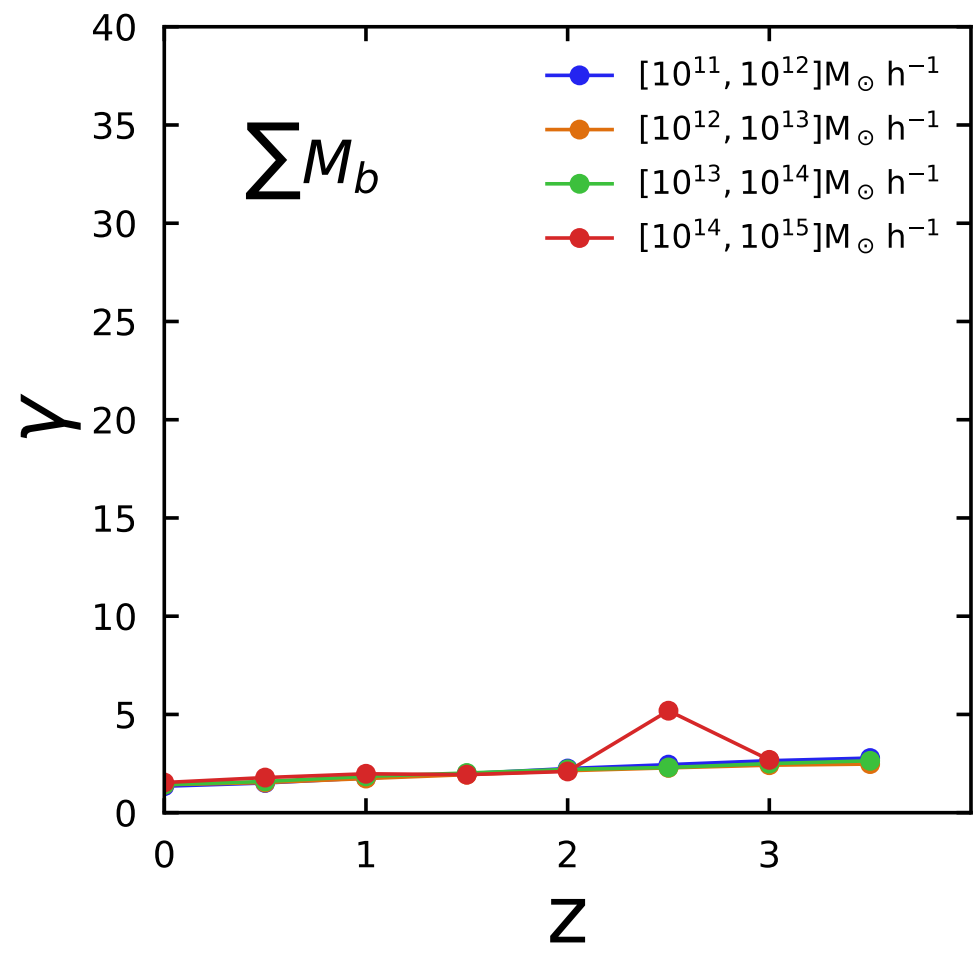 40
35
30
25
20
15
10
5
0
γ
∑M_b
[10^11, 10^12]M_⊙ h^−1
[10^12, 10^13]M_⊙ h^−1
[10^13, 10^14]M_⊙ h^−1
[10^14, 10^15]M_⊙ h^−1
0 1 2 3
z